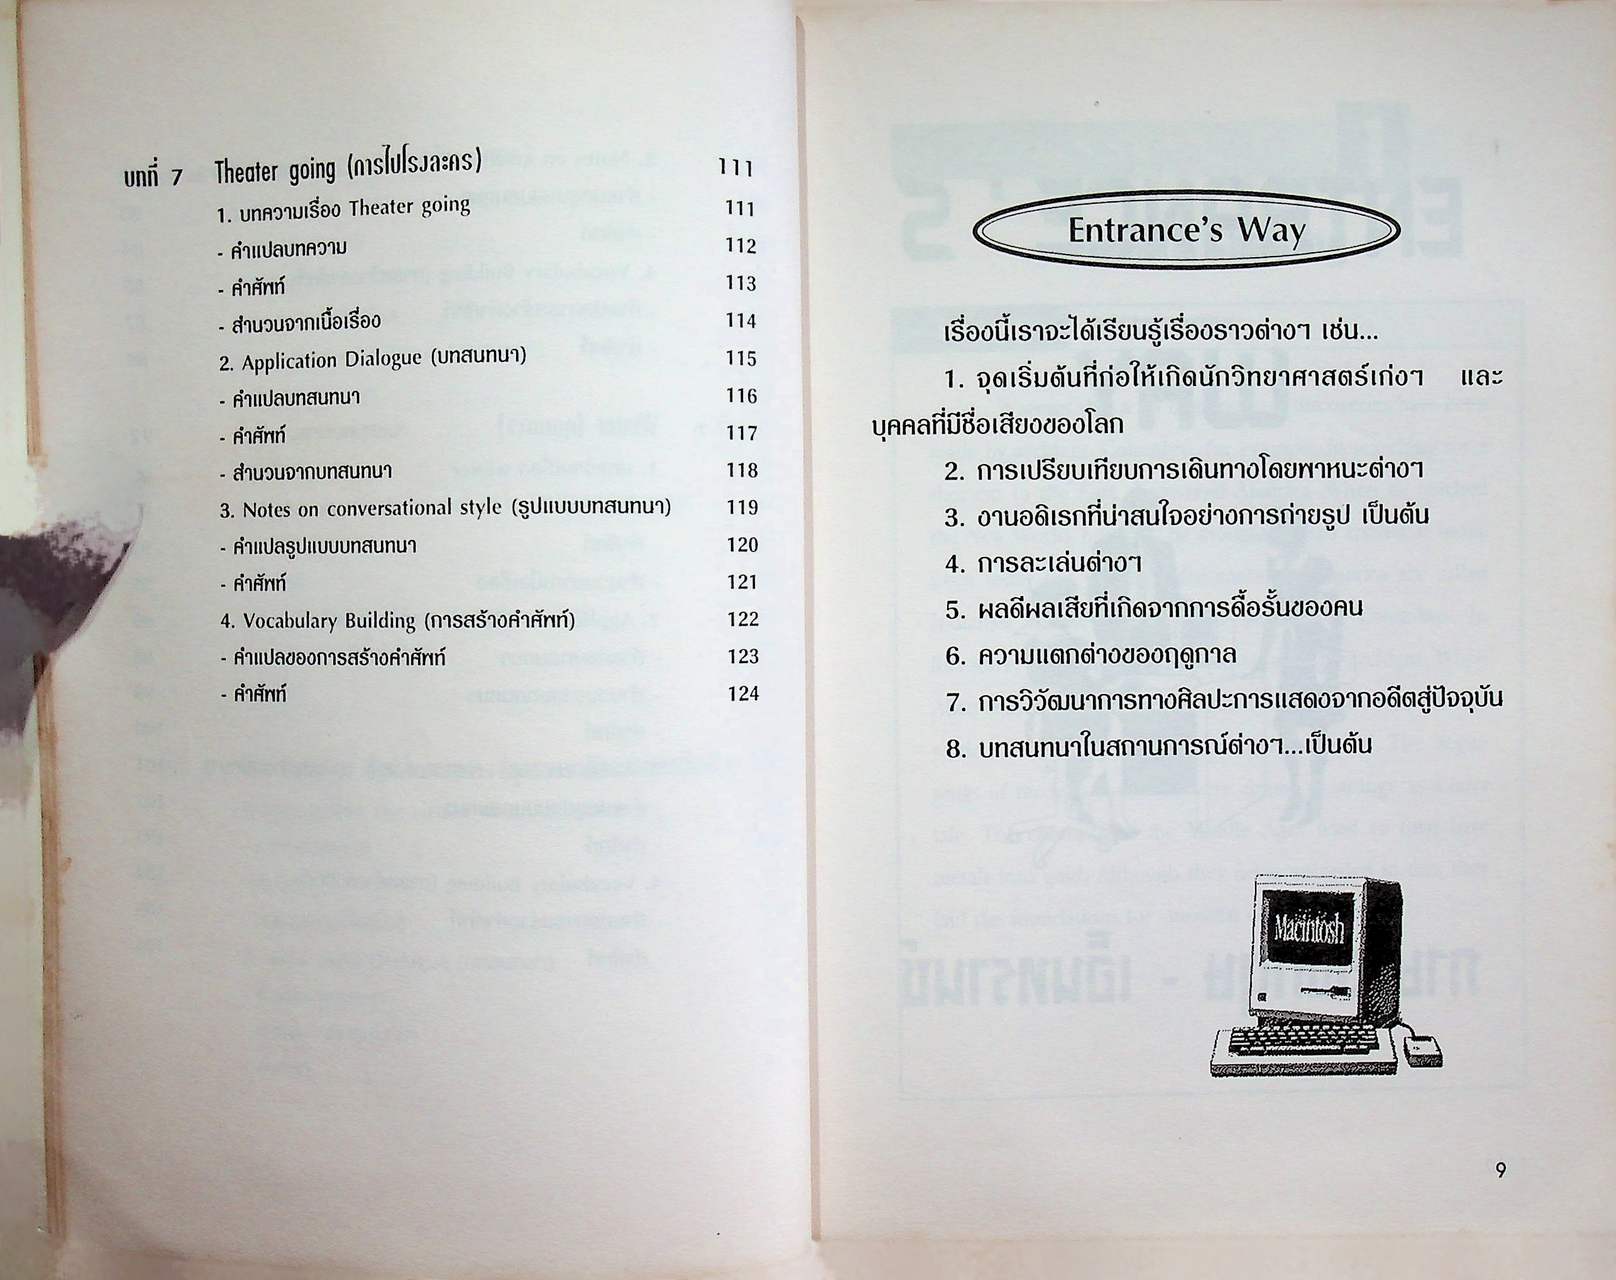 บทที่ 7 Theater going (การไปโรงละคร) 111
1. บทความเรื่อง Theater going 111
- คำแปลบทความ 112
- คำศัพท์ 113
- สำนวนจากเนื้อเรื่อง 114
2. Application Dialogue (บทสนทนา) 115
- คำแปลบทสนทนา 116
- คำศัพท์ 117
- สำนวนจากบทสนทนา 118
3. Notes on conversational style (รูปแบบบทสนทนา) 119
- คำแปลรูปแบบบทสนทนา 120
- คำศัพท์ 121
4. Vocabulary Building (การสร้างคำศัพท์) 122
- คำแปลของการสร้างคำศัพท์ 123
- คำศัพท์ 124
Entrance's Way
เรื่องนี้เราจะได้เรียนรู้เรื่องราวต่างๆ เช่น...
1. จุดเริ่มต้นที่ก่อให้เกิดนักวิทยาศาสตร์เก่งๆ และ
บุคคลที่มีชื่อเสียงของโลก
2. การเปรียบเทียบการเดินทางโดยพาหนะต่างๆ
3. งานอดิเรกที่น่าสนใจอย่างการถ่ายรูป เป็นต้น
4. การละเล่นต่างๆ
5. ผลดีผลเสียที่เกิดจากการดื้อรั้นของคน
6. ความแตกต่างของฤดูกาล
7. การวิวัฒนาการทางศิลปะการแสดงจากอดีตสู่ปัจจุบัน
8. บทสนทนาในสถานการณ์ต่างๆ...เป็นต้น
Macintosh
9